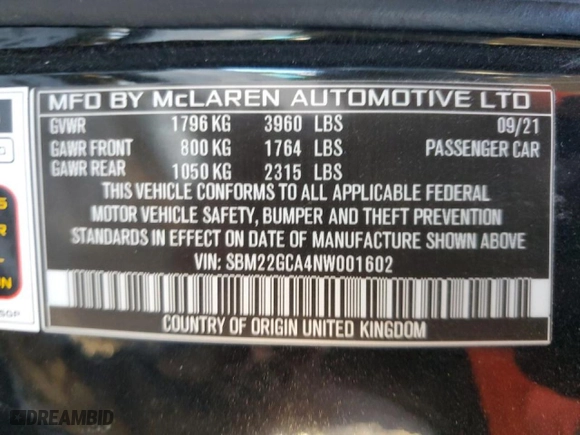 MFD BY McLAREN AUTOMOTIVE LTD
GVWR 1796 KG 3960 LBS 09/21
GAWR FRONT 800 KG 1764 LBS PASSENGER CAR
GAWR REAR 1050 KG 2315 LBS
THIS VEHICLE CONFORMS TO ALL APPLICABLE FEDERAL
MOTOR VEHICLE SAFETY, BUMPER AND THEFT PREVENTION
STANDARDS IN EFFECT ON DATE OF MANUFACTURE SHOWN ABOVE
VIN: SBM22GCA4NW001602
COUNTRY OF ORIGIN UNITED KINGDOM
DREAMBID